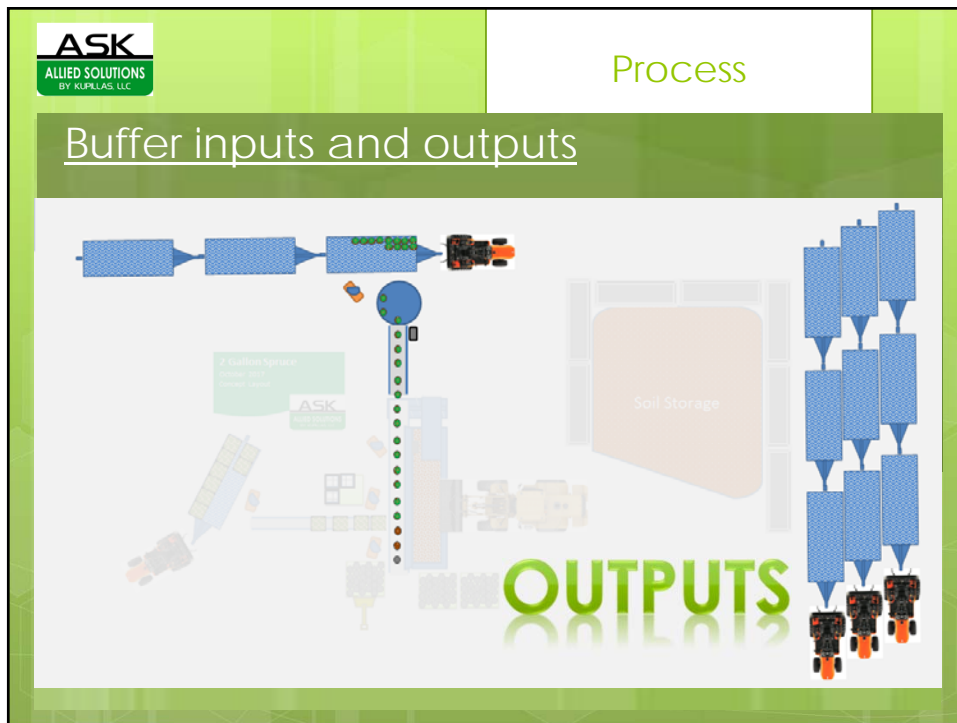 ASK
ALLIED SOLUTIONS
BY KUPILLAS, LLC
Process
Buffer inputs and outputs
2 Gallon Spruce
ASK
Soil Storage
OUTPUTS